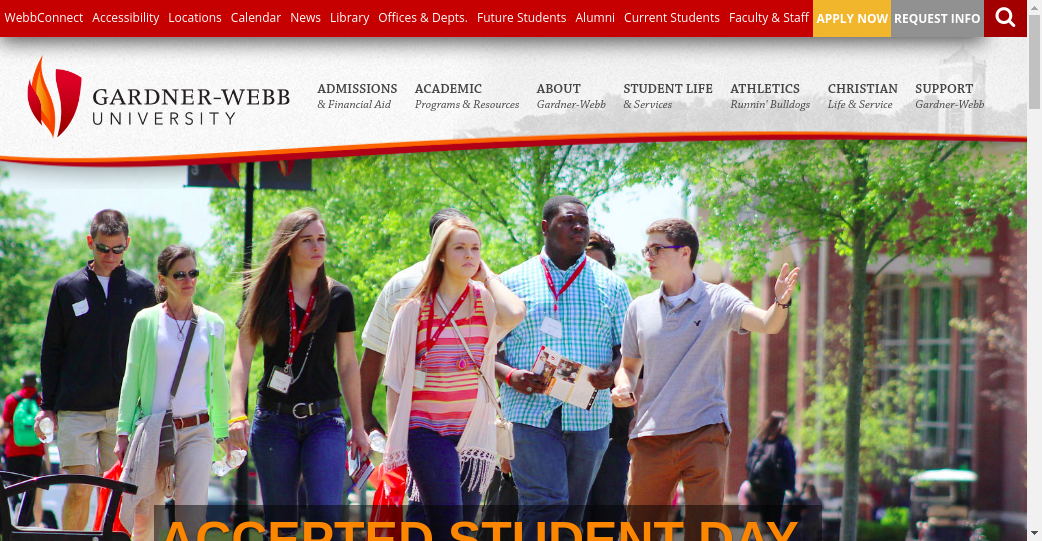 WebbConnect Accessibility Locations Calendar News Library Offices & Depts. Future Students Alumni Current Students Faculty & Staff APPLY NOW REQUEST INFO
GARDNER-WEBB
UNIVERSITY
ADMISSIONS
& Financial Aid
ACADEMIC
Programs & Resources
ABOUT
Gardner-Webb
STUDENT LIFE
& Services
ATHLETICS
Runnin' Bulldogs
CHRISTIAN
Life & Service
SUPPORT
Gardner-Webb
ACCEPTED STUDENT DAY